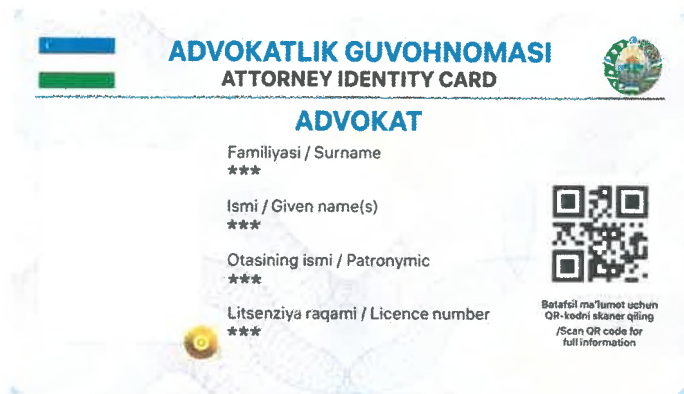 ADVOKATLIK GUVOHNOMASI
ATTORNEY IDENTITY CARD
ADVOKAT
Familiyasi / Surname
***
Ismi / Given name(s)
***
Otasining ismi / Patronymic
***
Litsenziya raqami / Licence number
***
Batafsil ma'lumot uchun
QR-kodni skaner qiling
/Scan QR code for
full information